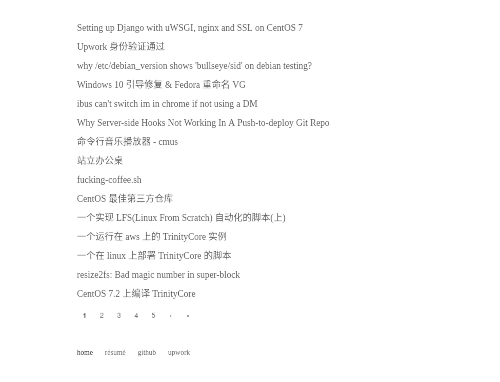 Setting up Django with uWSGI, nginx and SSL on CentOS 7
Upwork 身份验证通过
why /etc/debian_version shows 'bullseye/sid' on debian testing?
Windows 10 引导修复 & Fedora 重命名 VG
ibus can't switch im in chrome if not using a DM
Why Server-side Hooks Not Working In A Push-to-deploy Git Repo
命令行音乐播放器 - cmus
站立办公桌
fucking-coffee.sh
CentOS 最佳第三方仓库
一个实现 LFS(Linux From Scratch) 自动化的脚本(上)
一个运行在 aws 上的 TrinityCore 实例
一个在 linux 上部署 TrinityCore 的脚本
resize2fs: Bad magic number in super-block
CentOS 7.2 上编译 TrinityCore
1 2 3 4 5 › »
home résumé github upwork